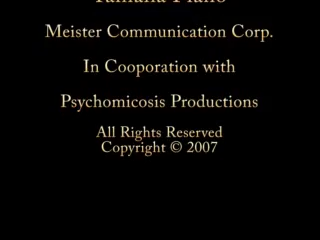 Meister Communication Corp.
In Cooporation with
Psychomicosis Productions
All Rights Reserved
Copyright © 2007